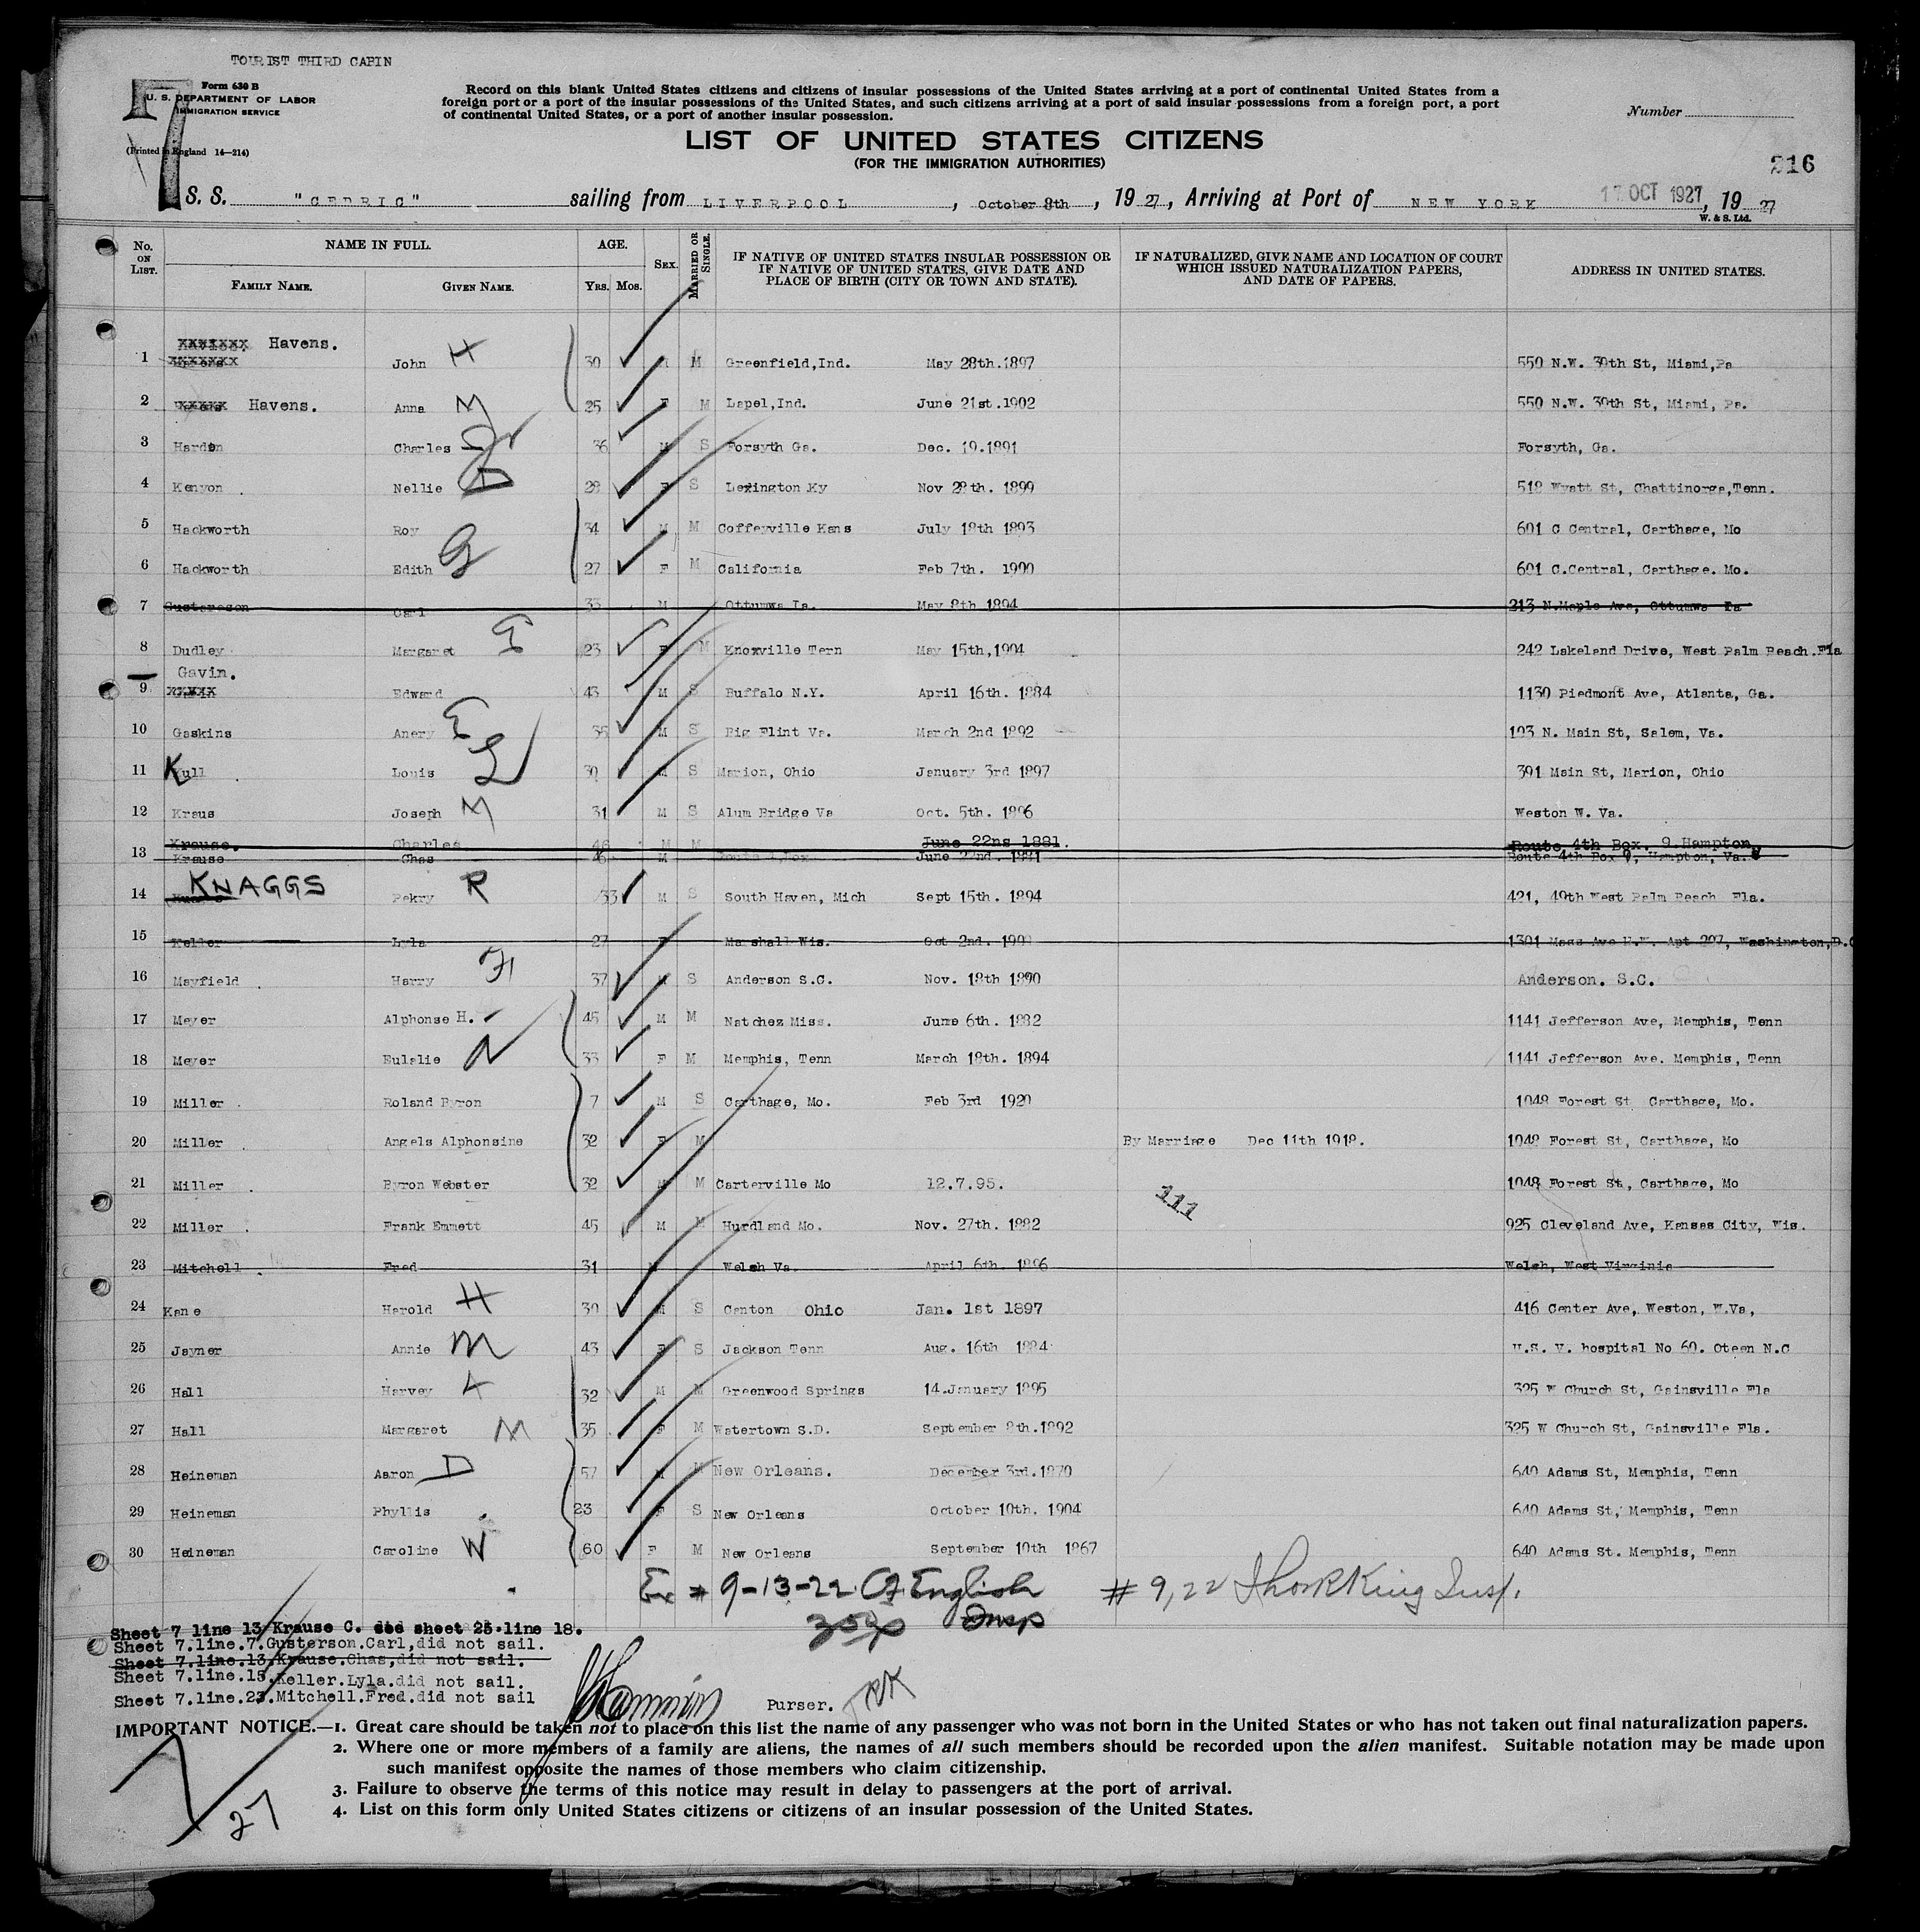 TOURIST THIRD CABIN
Form 630 B
U. S. DEPARTMENT OF LABOR
IMMIGRATION SERVICE
(Printed in England 14—214)
Record on this blank United States citizens and citizens of insular possessions of the United States arriving at a port of continental United States from a
foreign port or a port of the insular possessions of the United States, and such citizens arriving at a port of said insular possessions from a foreign port, a port
of continental United States, or a port of another insular possession.
Number
LIST OF UNITED STATES CITIZENS
(FOR THE IMMIGRATION AUTHORITIES)
216
S. S. "CEDRIC" sailing from LIVERPOOL, October 8th, 1927, Arriving at Port of NEW YORK 17 OCT 1927, 19 27
W. & S. Ltd.
No. ON LIST. NAME IN FULL. FAMILY NAME. GIVEN NAME. AGE. YRS. MOS. SEX. MARRIED OR SINGLE. IF NATIVE OF UNITED STATES INSULAR POSSESSION OR IF NATIVE OF UNITED STATES, GIVE DATE AND PLACE OF BIRTH (CITY OR TOWN AND STATE). IF NATURALIZED, GIVE NAME AND LOCATION OF COURT WHICH ISSUED NATURALIZATION PAPERS, AND DATE OF PAPERS. ADDRESS IN UNITED STATES.
1 Havens. John H 30 M Greenfield,Ind. May 28th.1897 550 N.W. 30th St, Miami,Pa
2 Havens. Anna M 25 F M Lapel,Ind. June 21st.1902 550 N.W. 30th St, Miami, Pa.
3 Harden Charles 36 M S Forsyth Ga. Dec. 19.1891 Forsyth, Ga.
4 Kenyon Nellie D 28 F S Lexington Ky Nov 28th. 1899 518 Wyatt St, Chattinorge,Tenn.
5 Hackworth Roy 34 M M Coffeyville Kans July 18th 1893 601 C Central, Carthage, Mo
6 Hackworth Edith G 27 F M California Feb 7th. 1900 601 C.Central, Carthage. Mo.
7 Gustarson Carl 33 M Ottumwa Ia. May 8th 1894 213 N.Maple Ave, Ottumwa Ia
8 Dudley Margaret 23 F M Knoxville Tern May 15th,1904 242 Lakeland Drive, West Palm Beach.Fla
9 Gavin. Edward 43 M S Buffalo N.Y. April 16th. 1884 1130 Piedmont Ave, Atlanta, Ga.
10 Gaskins Anery 35 M S Big Flint Va. March 2nd 1892 103 N. Main St, Salem, Va.
11 Kull Louis L 30 M S Marion, Ohio January 3rd 1897 391 Main St, Marion, Ohio
12 Kraus Joseph M 31 M S Alum Bridge Va Oct. 5th. 1896 Weston W. Va.
13 Krause. Charles 46 M M June 22ns 1881. Route 4th Box. 9 Hampton,
Krause Chas 46 M June 22nd. 1881 Route 4th Box 9, Hampton, Va.
14 KNAGGS Pekry R 33 M S South Haven, Mich Sept 15th. 1894 421, 49th West Palm Beach Fla.
15 Keller Lyla 27 F Marshall Wis. Oct 2nd. 1900 1301 Mass Ave N.W. Apt 207, Washington,D.C
16 Mayfield Harry 37 M S Anderson S.C. Nov. 18th 1890 Anderson. S.C.
17 Meyer Alphonse H. 45 M M Natchez Miss. June 6th. 1882 1141 Jefferson Ave, Memphis, Tenn
18 Meyer Eulalie 33 F M Memphis, Tenn March 18th. 1894 1141 Jefferson Ave. Memphis, Tenn
19 Miller Roland Byron 7 M S Carthage, Mo. Feb 3rd 1920 1048 Forest St Carthage, Mo.
20 Miller Angels Alphonsine 32 F M By Marriage Dec 11th 1918. 1048 Forest St, Carthage, Mo
21 Miller Byron Webster 32 M M Carterville Mo 12.7.95. 1048 Forest St, Carthage, Mo
111
22 Miller Frank Emmett 45 M M Hurdland Mo. Nov. 27th. 1882 925 Cleveland Ave, Kansas City, Wis.
23 Mitchell Fred 31 M Welsh Va. April 6th. 1896 Welsh, West Virginia
24 Kane Harold H 30 M S Canton Ohio Jan. 1st 1897 416 Center Ave, Weston, W.Va,
25 Jayner Annie M 43 F S Jackson Tenn Aug. 16th 1884 U.S. V. hospital No 60. Oteen N.C
26 Hall Harvey 32 M M Greenwood Springs 14.January 1895 325 W Church St, Gainsville Fla
27 Hall Margaret M 35 F M Watertown S.D. September 8th.1892 325 W Church St, Gainsville Fla.
28 Heineman Aaron D 57 M M New Orleans. December 3rd.1870 640 Adams St, Memphis, Tenn
29 Heineman Phyllis 23 F S New Orleans October 10th. 1904 640 Adams St, Memphis, Tenn
30 Heineman Caroline W 60 F M New Orleans September 10th 1867 640 Adams St. Memphis, Tenn
Ex # 9-13-22 English # 9,22 King Insp.
Insp
Sheet 7 line 13 Krause C. did sheet 25.line 18.
Sheet 7.line.7.Gusterson.Carl,did not sail.
Sheet 7.line.13.Krause.Chas,did not sail.
Sheet 7.line.15.Keller.Lyla.did not sail.
Sheet 7.line.23.Mitchell.Fred.did not sail
Purser.
IMPORTANT NOTICE.—1. Great care should be taken not to place on this list the name of any passenger who was not born in the United States or who has not taken out final naturalization papers.
2. Where one or more members of a family are aliens, the names of all such members should be recorded upon the alien manifest. Suitable notation may be made upon
such manifest opposite the names of those members who claim citizenship.
3. Failure to observe the terms of this notice may result in delay to passengers at the port of arrival.
4. List on this form only United States citizens or citizens of an insular possession of the United States.
27